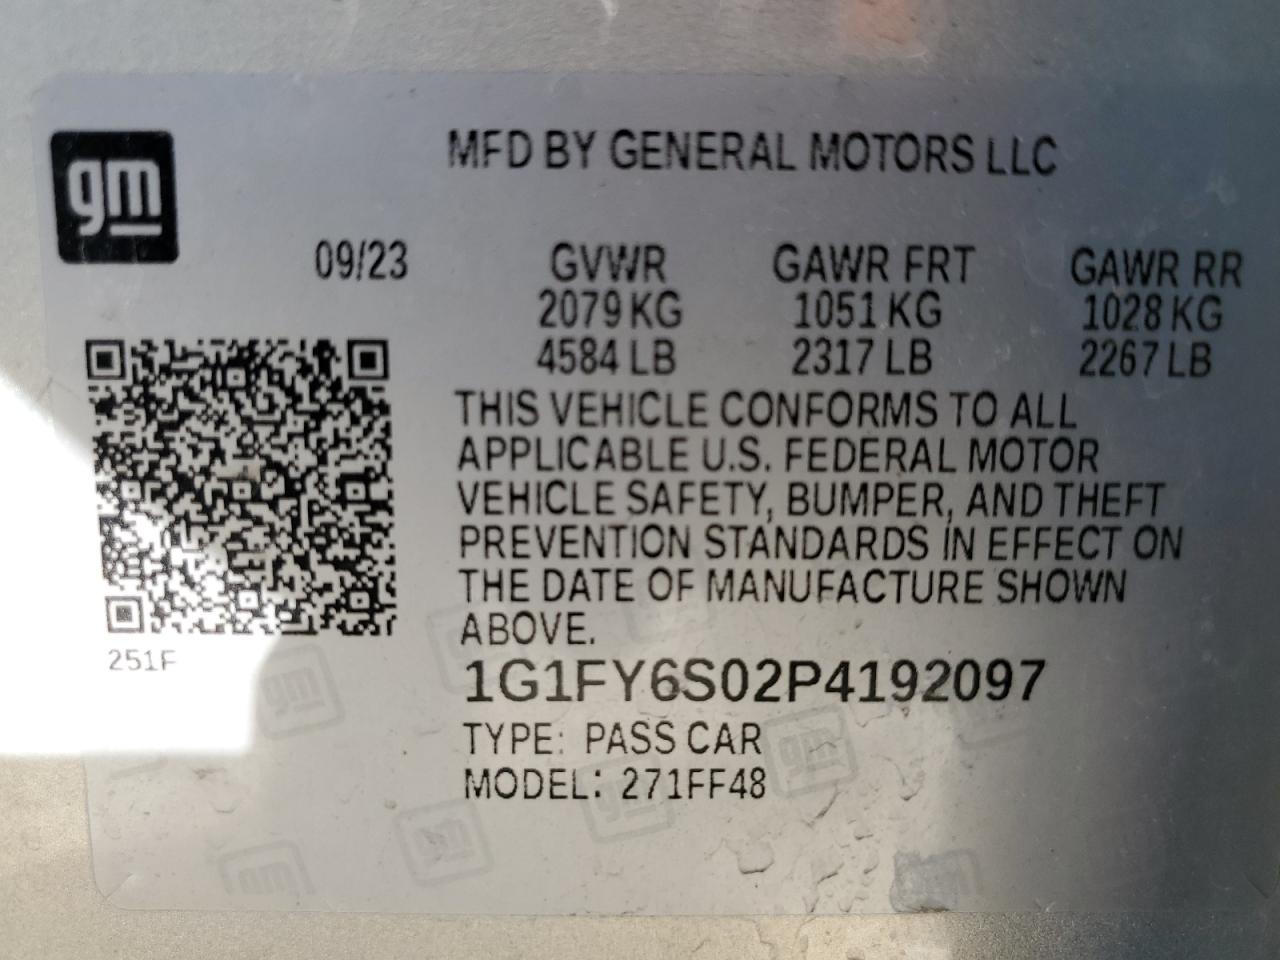 gm
MFD BY GENERAL MOTORS LLC
09/23 GVWR GAWR FRT GAWR RR
2079 KG 1051 KG 1028 KG
4584 LB 2317 LB 2267 LB
THIS VEHICLE CONFORMS TO ALL
APPLICABLE U.S. FEDERAL MOTOR
VEHICLE SAFETY, BUMPER, AND THEFT
PREVENTION STANDARDS IN EFFECT ON
THE DATE OF MANUFACTURE SHOWN
ABOVE.
251F
1G1FY6S02P4192097
TYPE: PASS CAR
MODEL: 271FF48